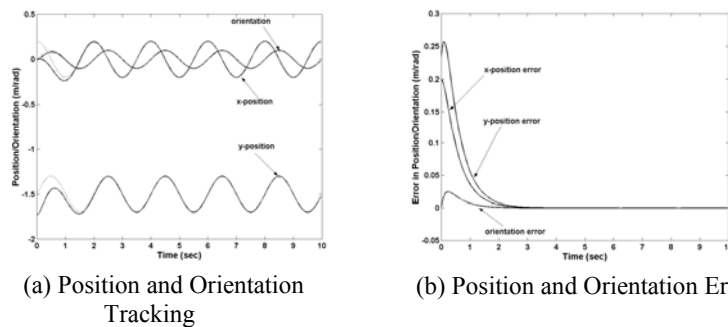 orientation
x-position
y-position
Position/Orientation (m/rad)
0.5
0
-0.5
-1
-1.5
-2
0 1 2 3 4 5 6 7 8 9 10
Time (sec)
(a) Position and Orientation
Tracking
x-position error
y-position error
orientation error
Error in Position/Orientation (m/rad)
0.3
0.25
0.2
0.15
0.1
0.05
0
-0.05
0 1 2 3 4 5 6 7 8 9
Time (sec)
(b) Position and Orientation Er